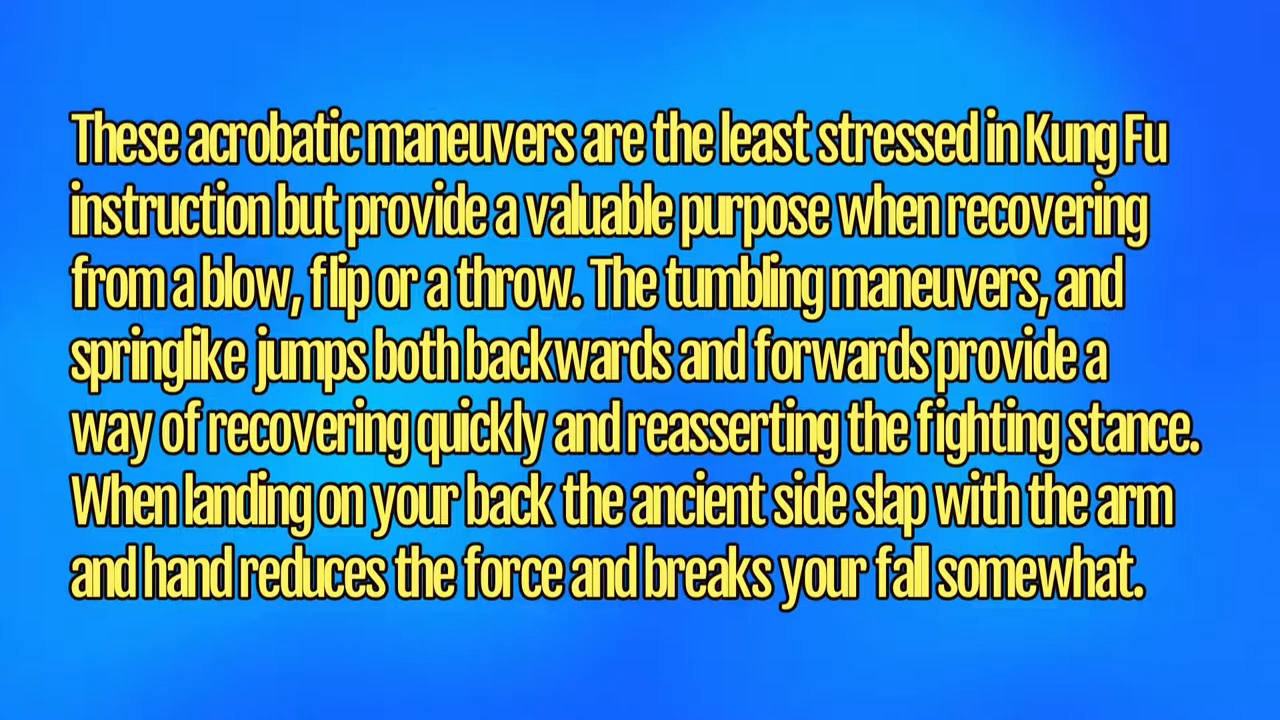 These acrobatic maneuvers are the least stressed in Kung Fu
instruction but provide a valuable purpose when recovering
from a blow, flip or a throw. The tumbling maneuvers, and
springlike jumps both backwards and forwards provide a
way of recovering quickly and reasserting the fighting stance.
When landing on your back the ancient side slap with the arm
and hand reduces the force and breaks your fall somewhat.